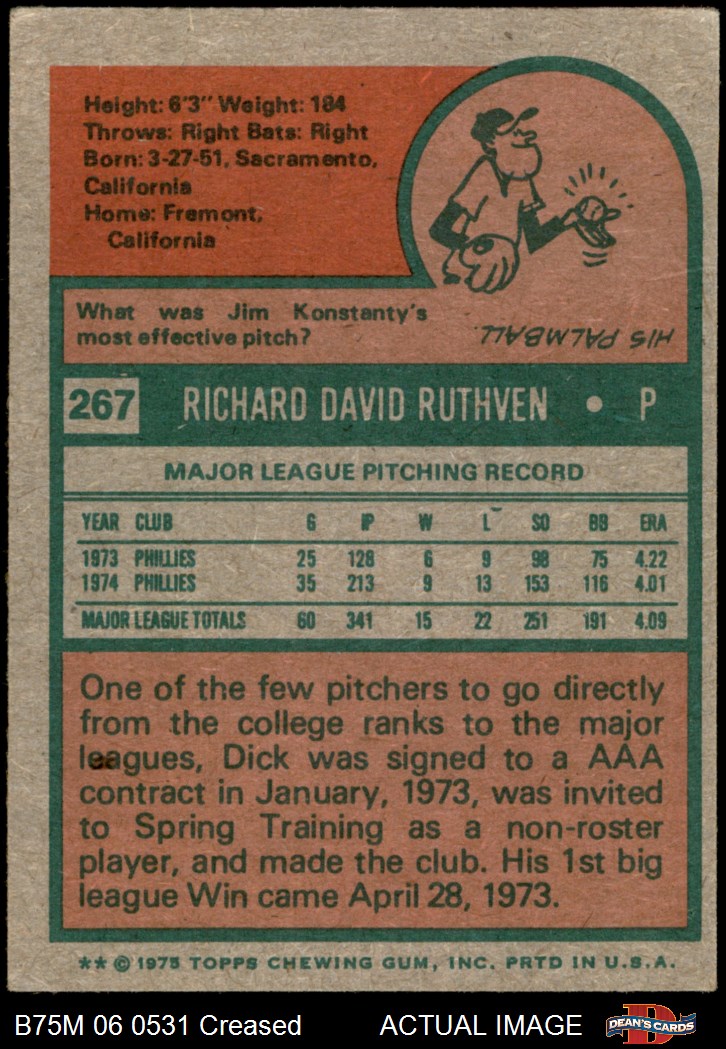 Height: 6'3" Weight: 184
Throws: Right Bats: Right
Born: 3-27-51, Sacramento,
California
Home: Fremont,
California
What was Jim Konstanty's
most effective pitch?
HIS PALMBALL.
267 RICHARD DAVID RUTHVEN • P
MAJOR LEAGUE PITCHING RECORD
YEAR CLUB G IP W L SO BB ERA
1973 PHILLIES 25 128 6 9 98 75 4.22
1974 PHILLIES 35 213 9 13 153 116 4.01
MAJOR LEAGUE TOTALS 60 341 15 22 251 191 4.09
One of the few pitchers to go directly
from the college ranks to the major
leagues, Dick was signed to a AAA
contract in January, 1973, was invited
to Spring Training as a non-roster
player, and made the club. His 1st big
league Win came April 28, 1973.
** © 1975 TOPPS CHEWING GUM, INC. PRTD IN U.S.A.
B75M 06 0531 Creased ACTUAL IMAGE
D
DEAN'S CARDS